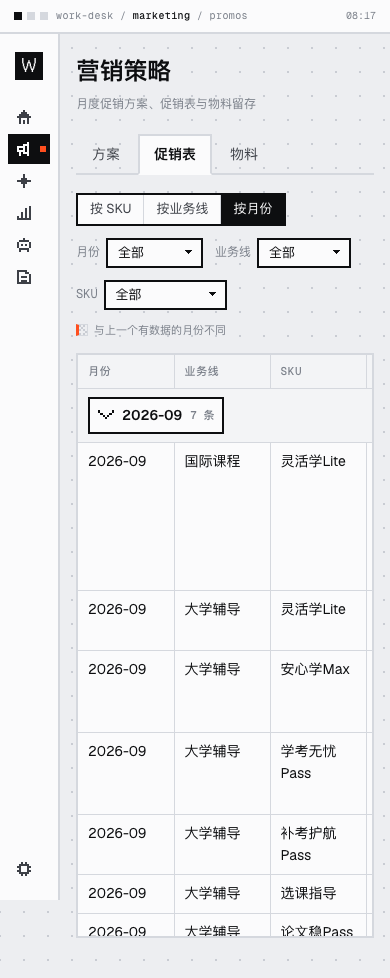 work-desk / marketing / promos 08:17
W
营销策略
月度促销方案、促销表与物料留存
方案 促销表 物料
按 SKU 按业务线 按月份
月份 全部 业务线 全部
SKU 全部
与上一个有数据的月份不同
月份 业务线 SKU
2026-09 7 条
2026-09 国际课程 灵活学Lite
2026-09 大学辅导 灵活学Lite
2026-09 大学辅导 安心学Max
2026-09 大学辅导 学考无忧
Pass
2026-09 大学辅导 补考护航
Pass
2026-09 大学辅导 选课指导
2026-09 大学辅导 论文稳Pass